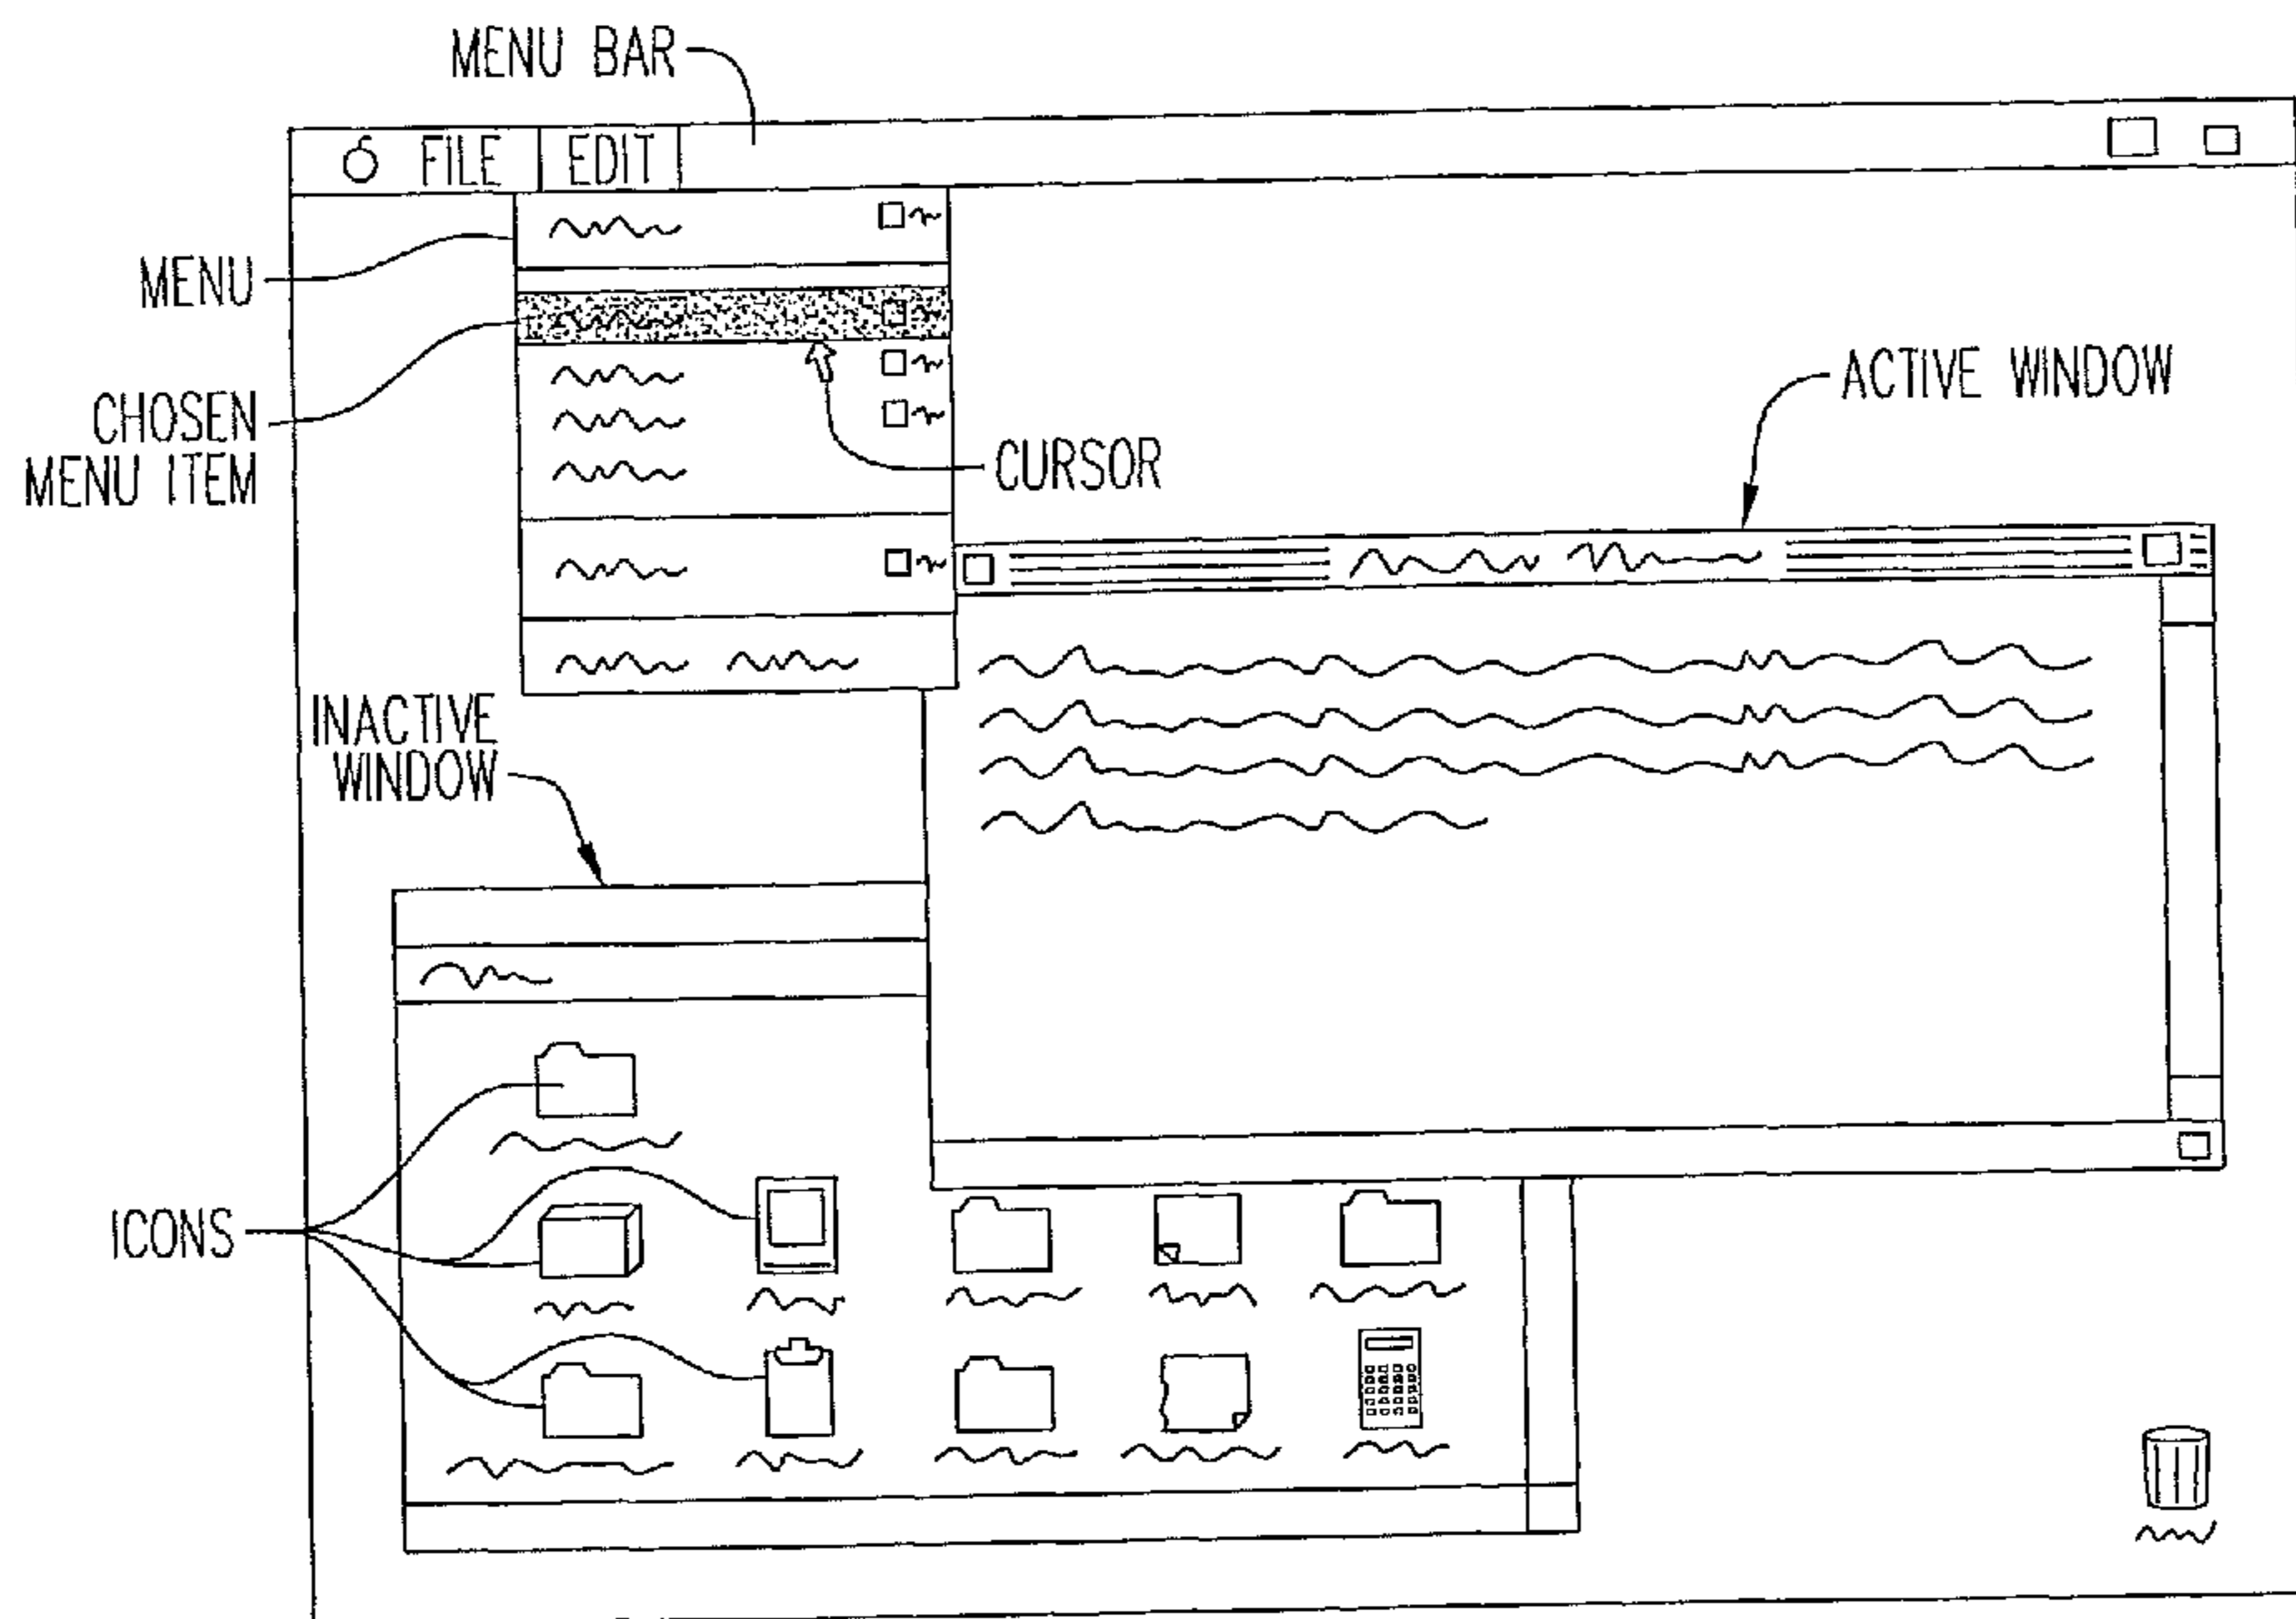 MENU BAR
FILE EDIT
MENU
CHOSEN
MENU ITEM
CURSOR
ACTIVE WINDOW
INACTIVE
WINDOW
ICONS